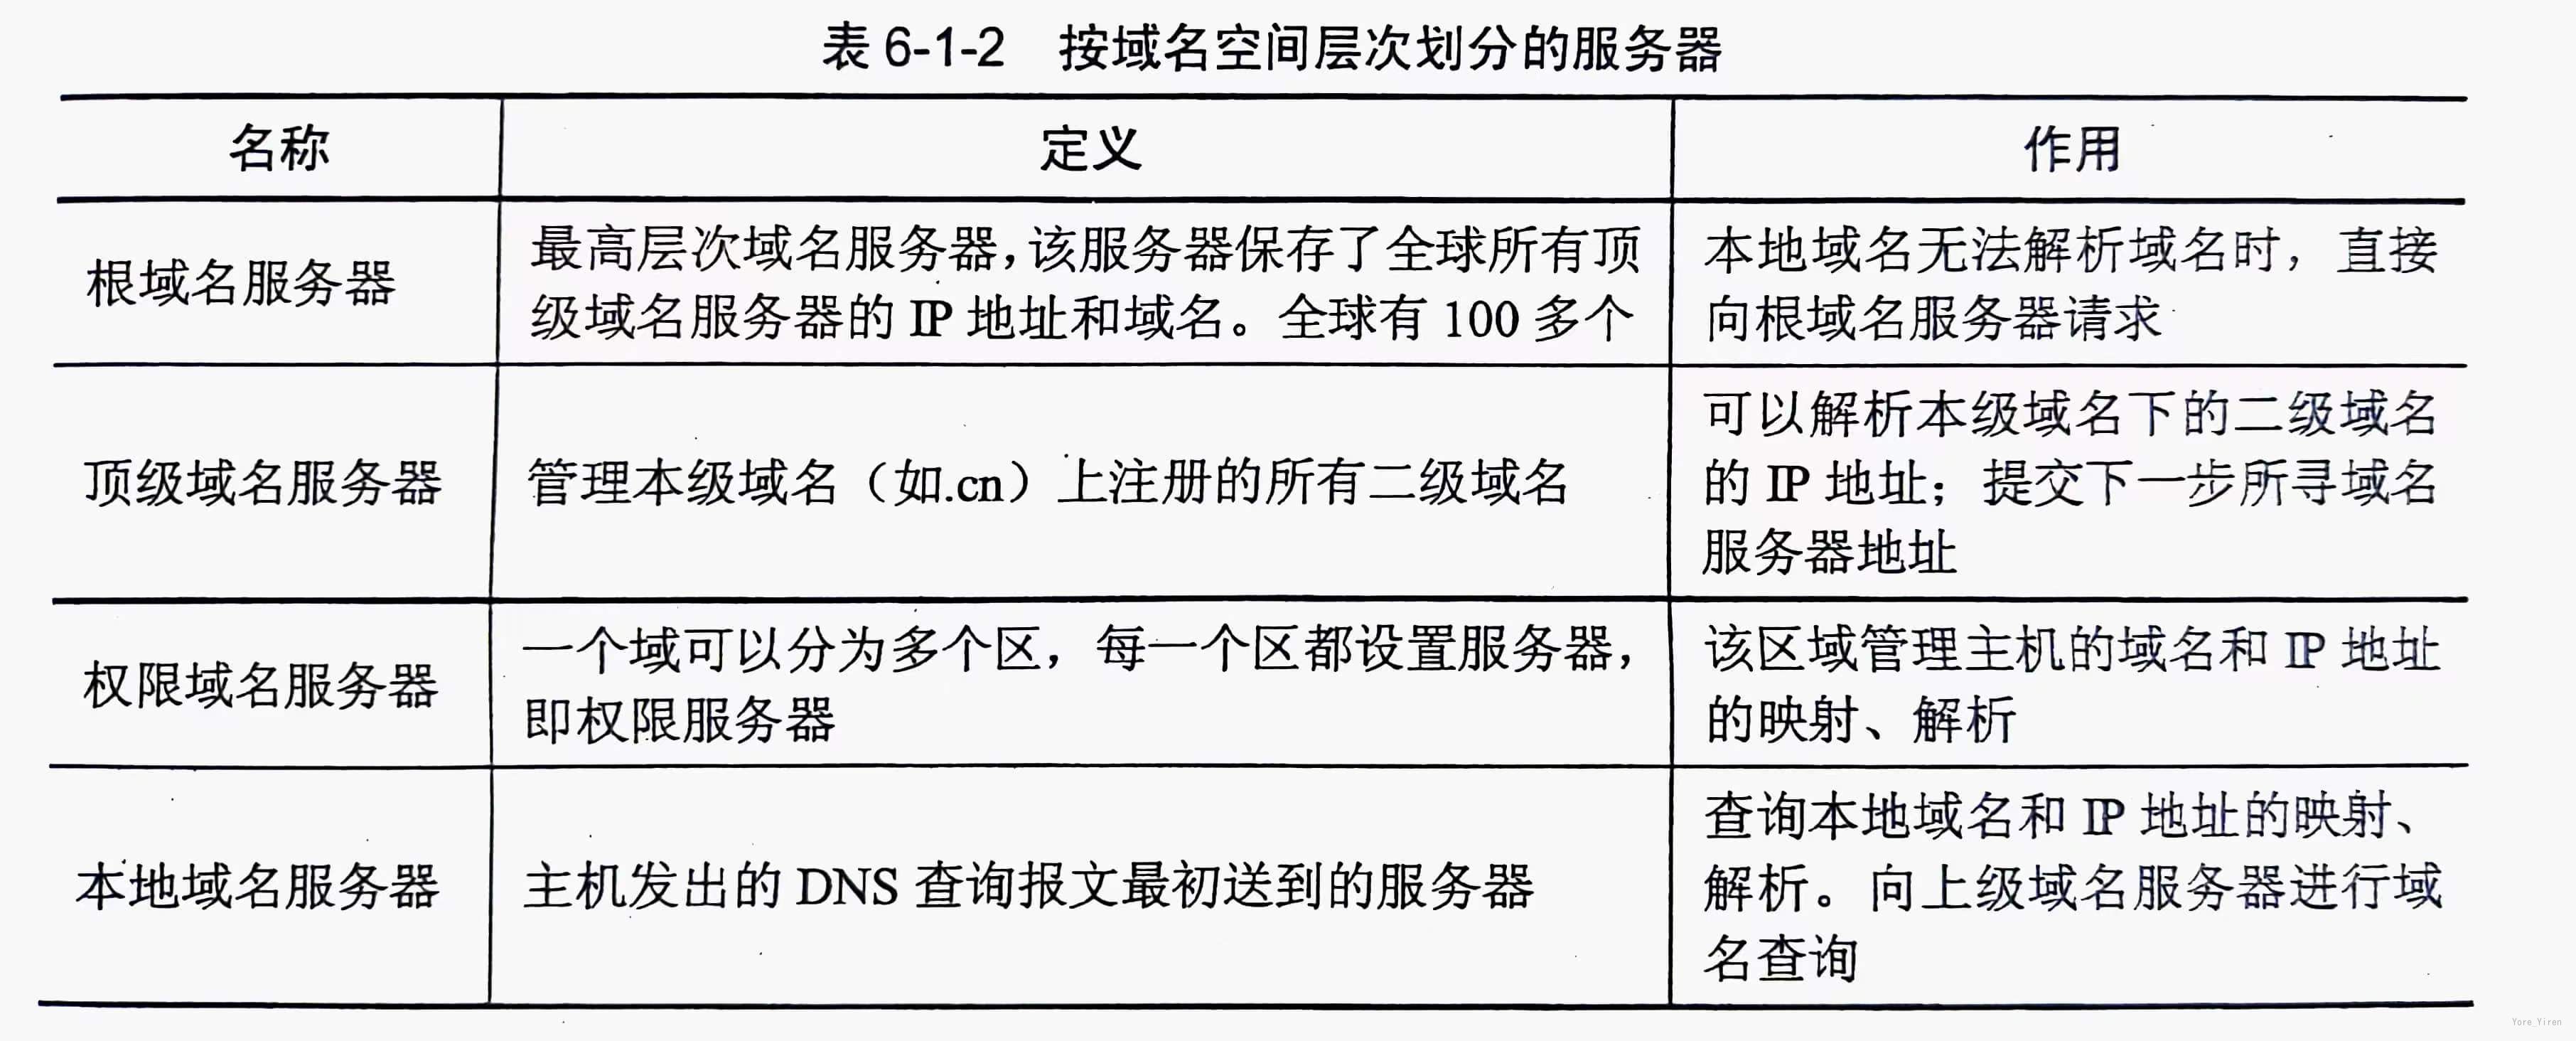 表 6-1-2 按域名空间层次划分的服务器
名称 定义 作用
根域名服务器
最高层次域名服务器，该服务器保存了全球所有顶
级域名服务器的 IP 地址和域名。全球有 100 多个
本地域名无法解析域名时，直接
向根域名服务器请求
顶级域名服务器
管理本级域名（如.cn）上注册的所有二级域名
可以解析本级域名下的二级域名
的 IP 地址；提交下一步所寻域名
服务器地址
权限域名服务器
一个域可以分为多个区，每一个区都设置服务器，
即权限服务器
该区域管理主机的域名和 IP 地址
的映射、解析
本地域名服务器
主机发出的 DNS 查询报文最初送到的服务器
查询本地域名和 IP 地址的映射、
解析。向上级域名服务器进行域
名查询
Yore_Yiren